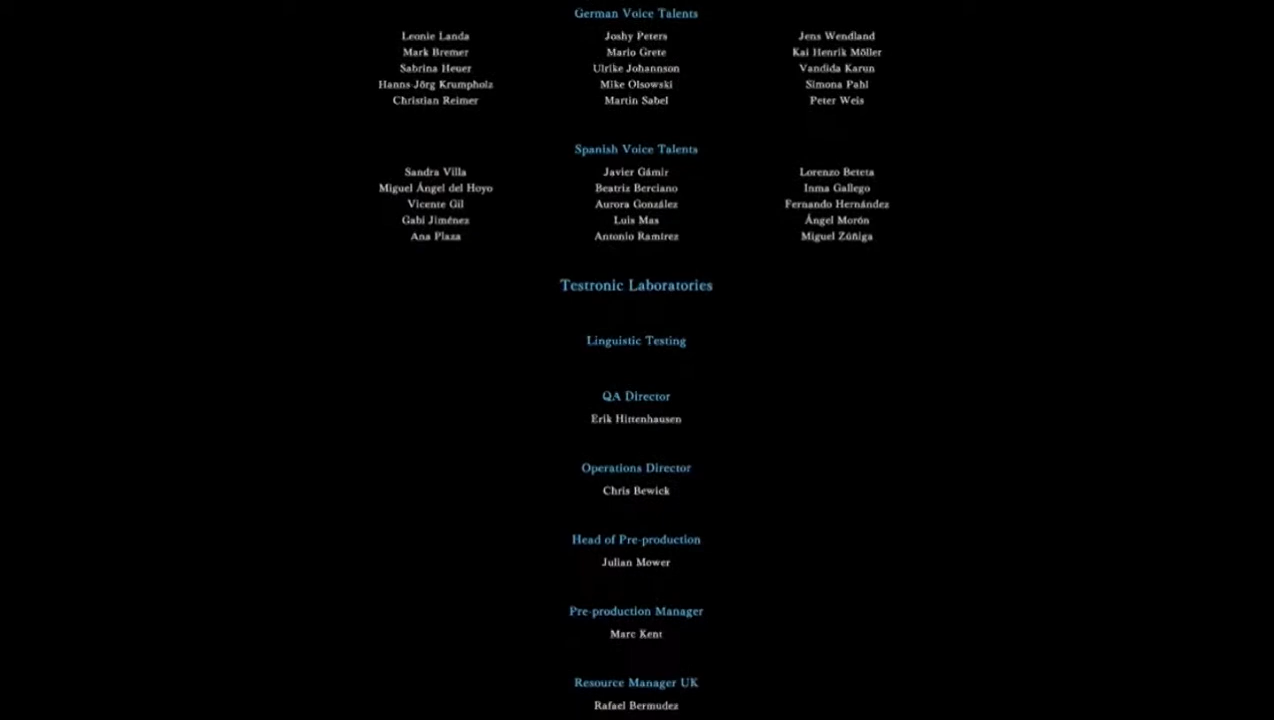 German Voice Talents
Leonie Landa Joshy Peters Jens Wendland
Mark Bremer Mario Grete Kai Henrik Möller
Sabrina Heuer Ulrike Johannson Vandida Karun
Hanns Jörg Krumpholz Mike Olsowski Simona Pahl
Christian Reimer Martin Sabel Peter Weis
Spanish Voice Talents
Sandra Villa Javier Gámir Lorenzo Beteta
Miguel Ángel del Hoyo Beatriz Berciano Inma Gallego
Vicente Gil Aurora González Fernando Hernández
Gabi Jiménez Luis Mas Ángel Morón
Ana Plaza Antonio Ramírez Miguel Zúñiga
Testronic Laboratories
Linguistic Testing
QA Director
Erik Hittenhausen
Operations Director
Chris Bewick
Head of Pre-production
Julian Mower
Pre-production Manager
Marc Kent
Resource Manager UK
Rafael Bermudez